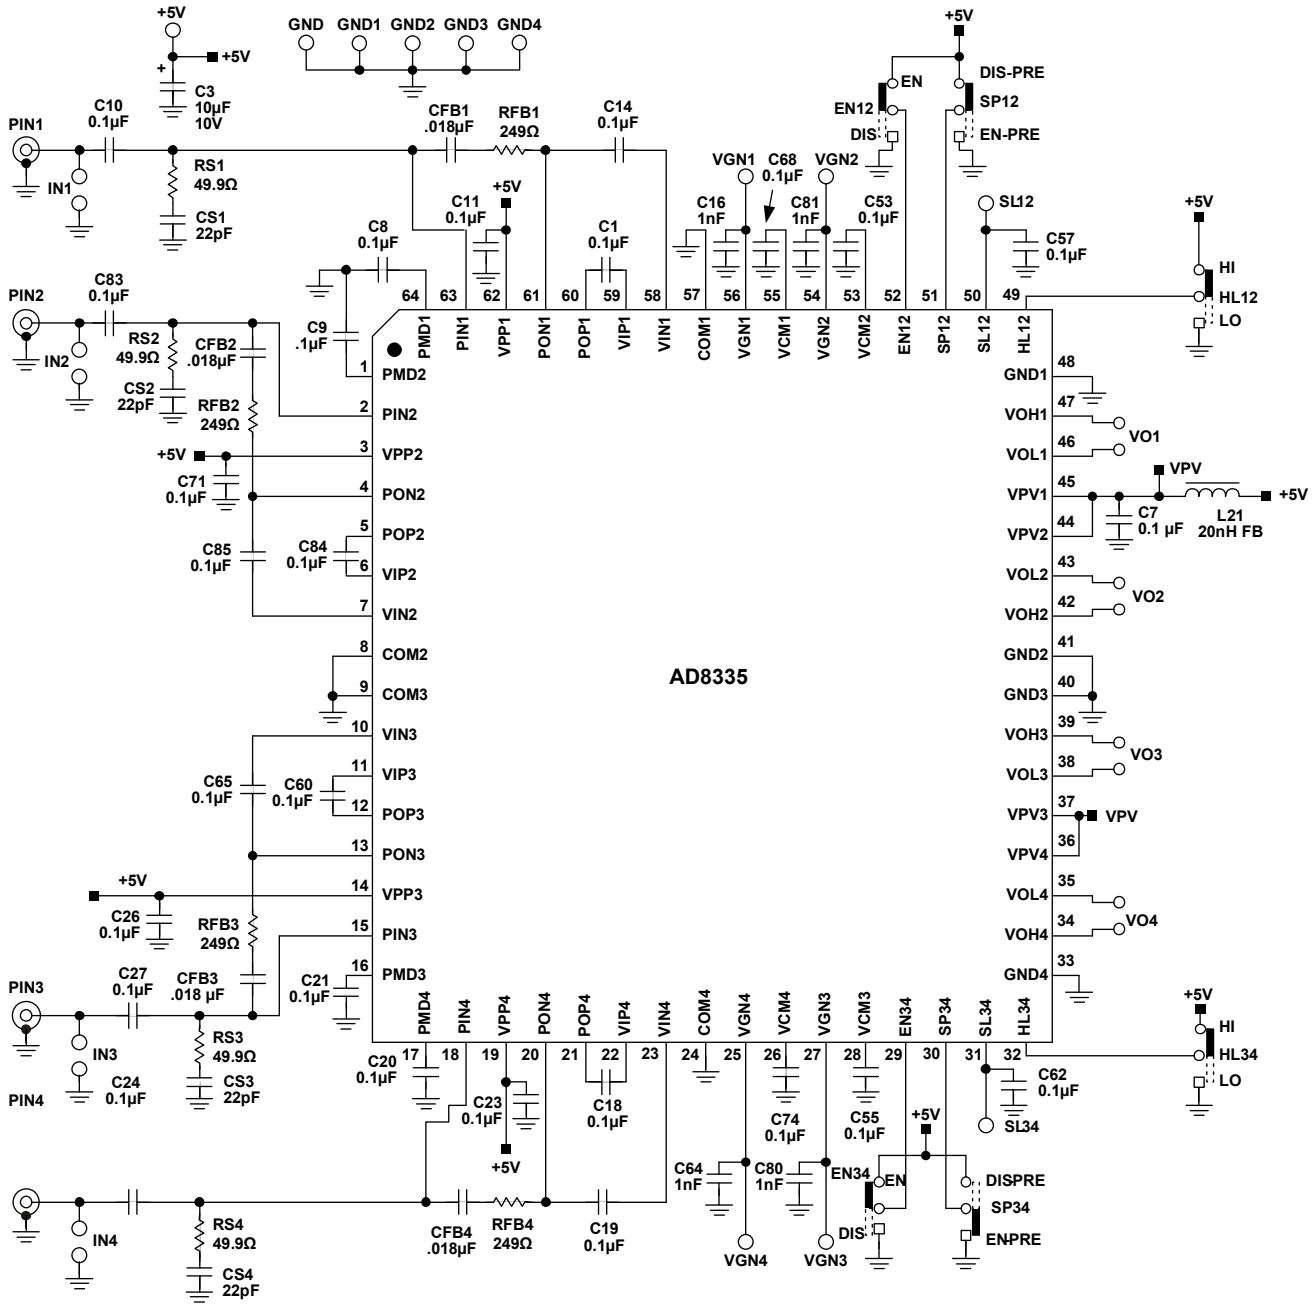 +5V
+5V
C3
10µF
10V
GND GND1 GND2 GND3 GND4
+5V
EN
EN12
DIS
DIS-PRE
SP12
EN-PRE
PIN1
C10
0.1µF
IN1
RS1
49.9Ω
CS1
22pF
CFB1
.018µF
RFB1
249Ω
C14
0.1µF
C11
0.1µF
+5V
C8
0.1µF
C1
0.1µF
VGN1
C68
0.1µF
VGN2
C16
1nF
C81
1nF
C53
0.1µF
SL12
C57
0.1µF
+5V
HI
HL12
LO
PIN2
C83
0.1µF
IN2
RS2
49.9Ω
CS2
22pF
CFB2
.018µF
RFB2
249Ω
C9
.1µF
64 63 62 61 60 59 58 57 56 55 54 53 52 51 50 49
PMD1 PIN1 VPP1 PON1 POP1 VIP1 VIN1 COM1 VGN1 VCM1 VGN2 VCM2 EN12 SP12 SL12 HL12
1 PMD2
2 PIN2
3 VPP2
4 PON2
5 POP2
6 VIP2
7 VIN2
8 COM2
9 COM3
10 VIN3
11 VIP3
12 POP3
13 PON3
14 VPP3
15 PIN3
16 PMD3
+5V
C71
0.1µF
C85
0.1µF
C84
0.1µF
AD8335
GND1 48
VOH1 47
VOL1 46
VPV1 45
VPV2 44
VOL2 43
VOH2 42
GND2 41
GND3 40
VOH3 39
VOL3 38
VPV3 37
VPV4 36
VOL4 35
VOH4 34
GND4 33
VO1
VPV
+5V
C7
0.1 µF
L21
20nH FB
VO2
VO3
VPV
VO4
C65
0.1µF
C60
0.1µF
+5V
C26
0.1µF
RFB3
249Ω
CFB3
.018 µF
C21
0.1µF
PIN3
C27
0.1µF
IN3
RS3
49.9Ω
CS3
22pF
C24
0.1µF
PIN4
PMD4 PIN4 VPP4 PON4 POP4 VIP4 VIN4 COM4 VGN4 VCM4 VGN3 VCM3 EN34 SP34 SL34 HL34
17 18 19 20 21 22 23 24 25 26 27 28 29 30 31 32
C20
0.1µF
C23
0.1µF
+5V
C18
0.1µF
C74
0.1µF
C55
0.1µF
C62
0.1µF
SL34
+5V
HI
HL34
LO
+5V
C64
1nF
C80
1nF
EN34
EN
DIS
DISPRE
SP34
ENPRE
IN4
RS4
49.9Ω
CS4
22pF
CFB4
.018µF
RFB4
249Ω
C19
0.1µF
VGN4
VGN3